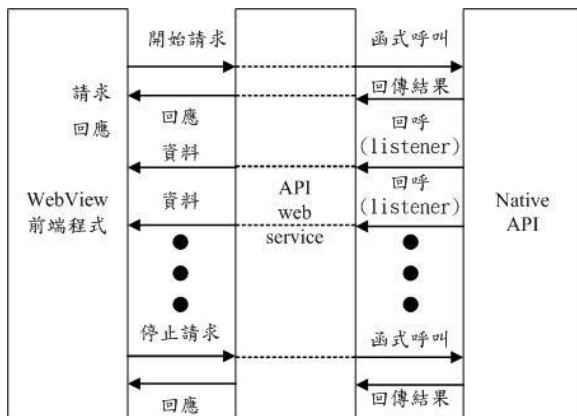 開始請求
函式呼叫
請求
回應
回應
回傳結果
資料
回呼
(listener)
WebView
前端程式
資料
API
web
service
回呼
(listener)
Native
API
停止請求
函式呼叫
回應
回傳結果